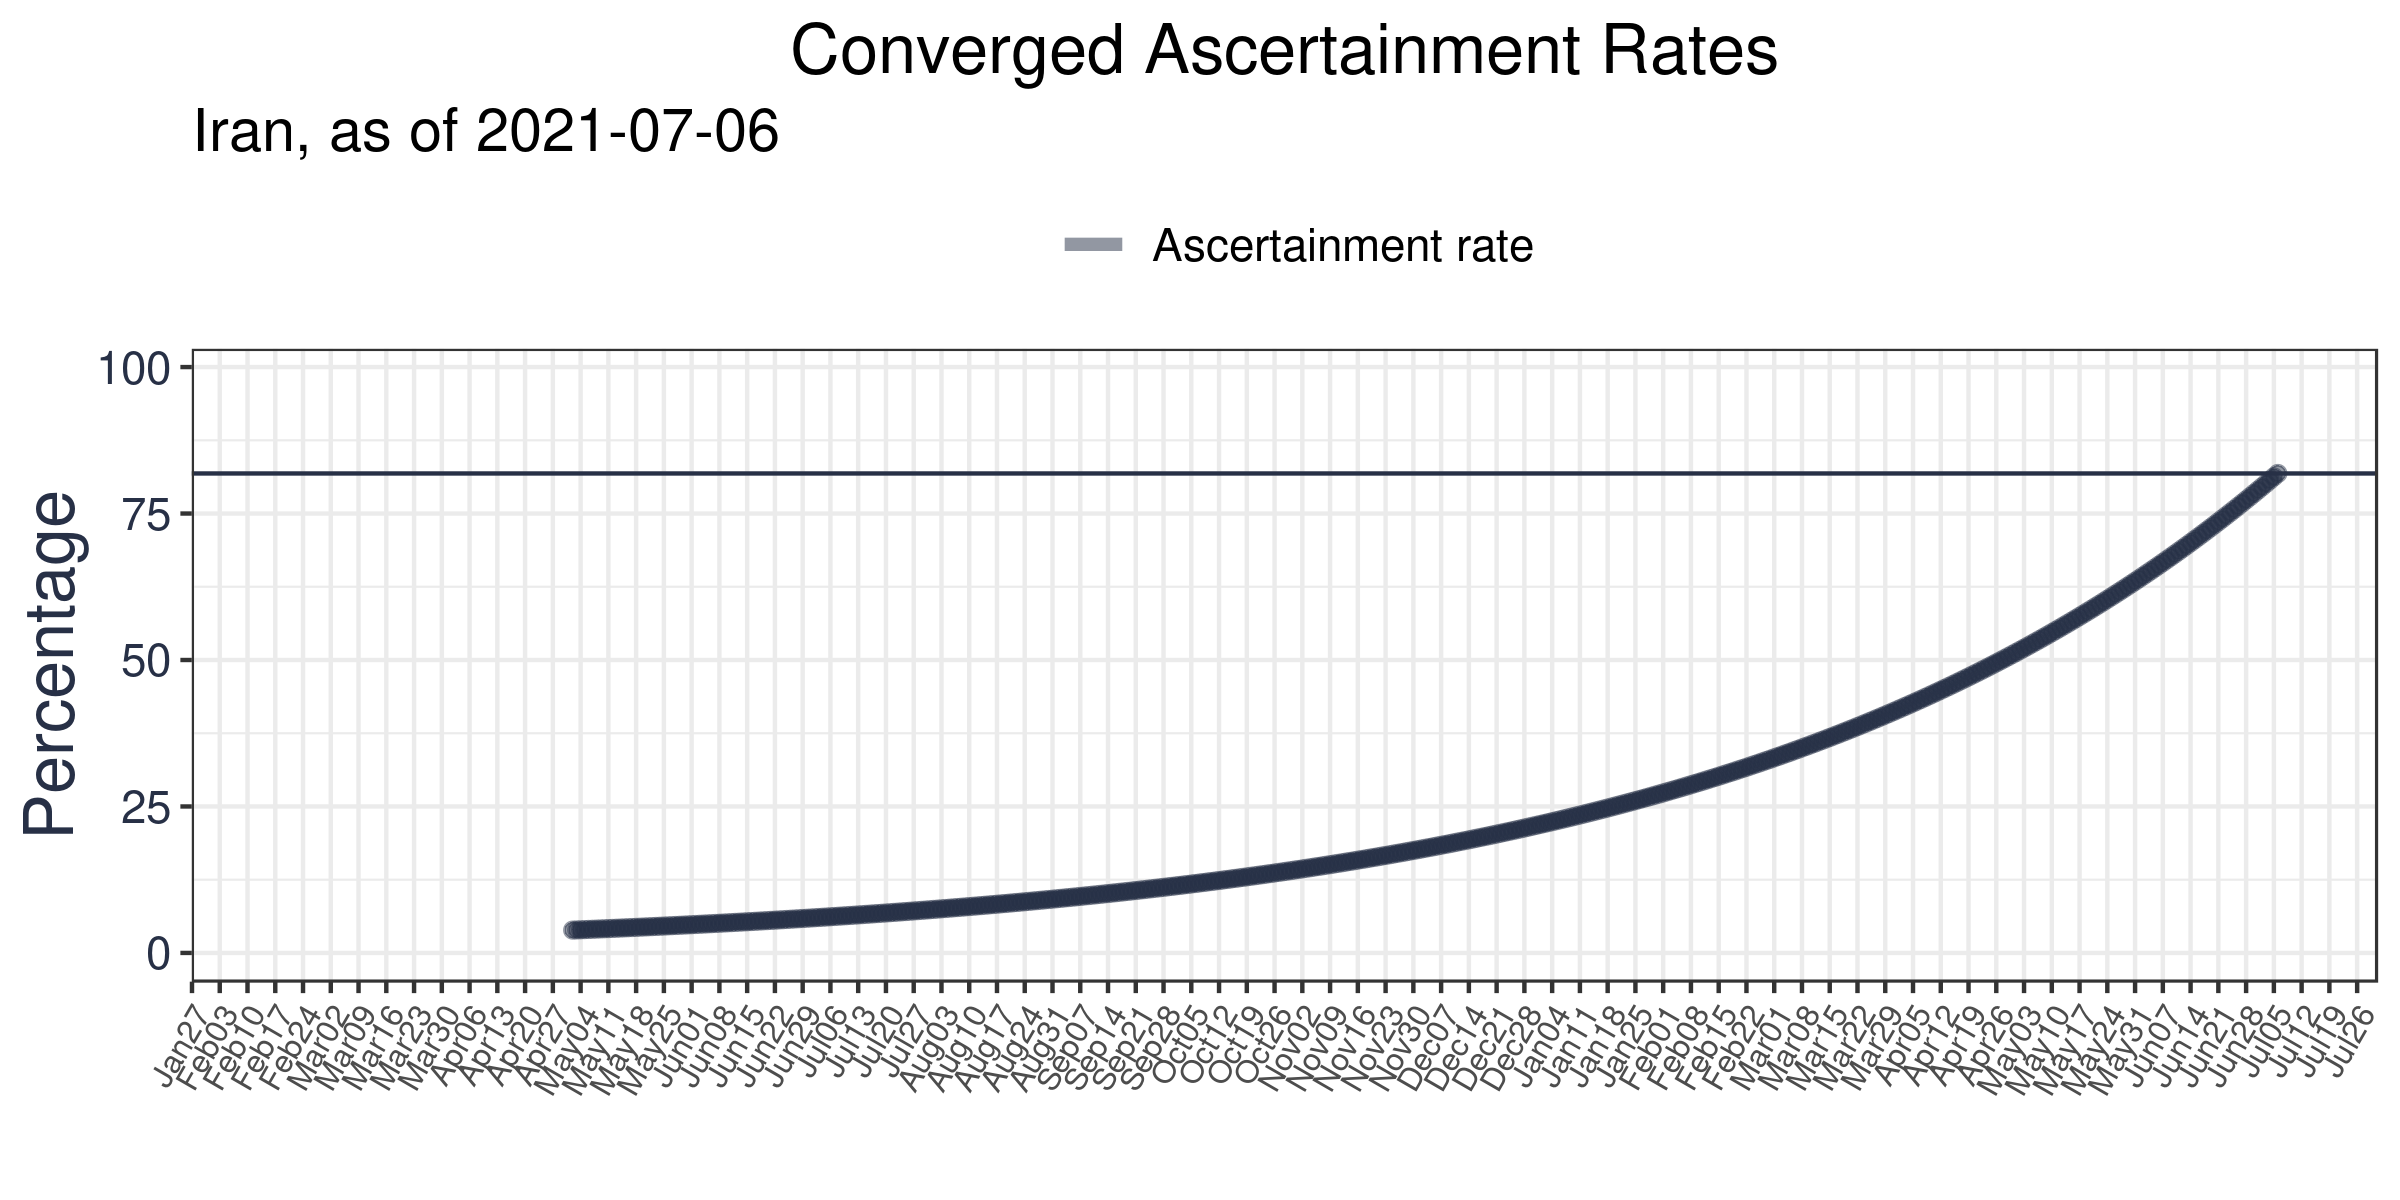 Converged Ascertainment Rates
Iran, as of 2021-07-06
Ascertainment rate
Percentage
100
75
50
25
0
Jan27
Feb03
Feb10
Feb17
Feb24
Mar02
Mar09
Mar16
Mar23
Mar30
Apr06
Apr13
Apr20
Apr27
May04
May11
May18
May25
Jun01
Jun08
Jun15
Jun22
Jun29
Jul06
Jul13
Jul20
Jul27
Aug03
Aug10
Aug17
Aug24
Aug31
Sep07
Sep14
Sep21
Sep28
Oct05
Oct12
Oct19
Oct26
Nov02
Nov09
Nov16
Nov23
Nov30
Dec07
Dec14
Dec21
Dec28
Jan04
Jan11
Jan18
Jan25
Feb01
Feb08
Feb15
Feb22
Mar01
Mar08
Mar15
Mar22
Mar29
Apr05
Apr12
Apr19
Apr26
May03
May10
May17
May24
May31
Jun07
Jun14
Jun21
Jun28
Jul05
Jul12
Jul19
Jul26